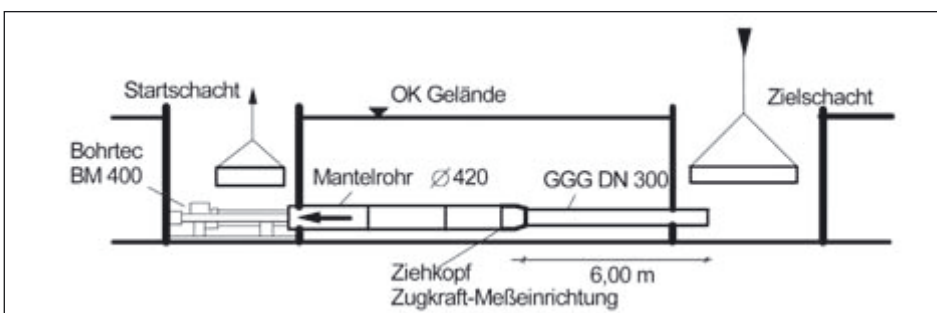 Startschacht
OK Gelände
Zielschacht
Bohrtec
BM 400
Mantelrohr ∅420
GGG DN 300
Ziehkopf
Zugkraft-Meßeinrichtung
6,00 m